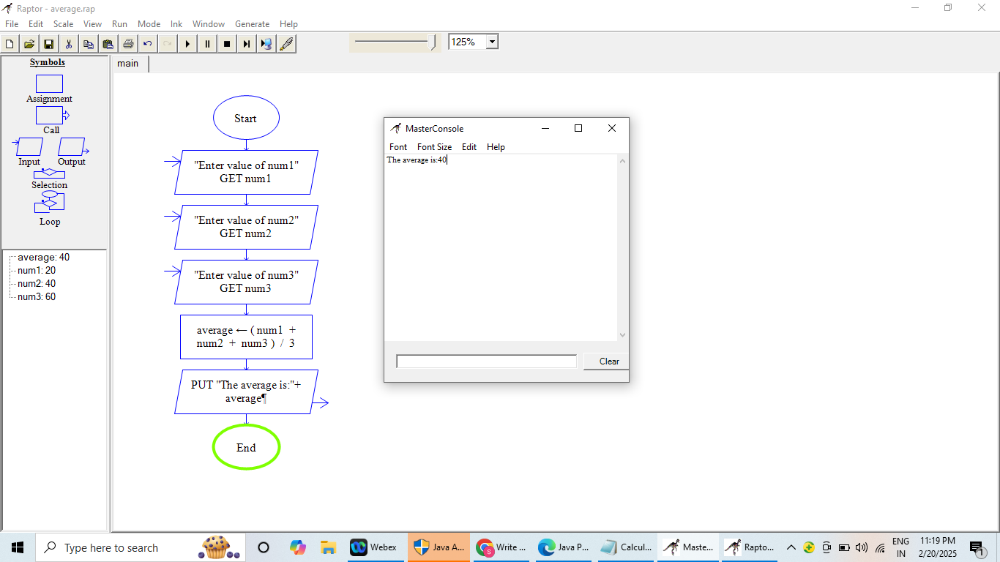 Raptor - average.rap
File Edit Scale View Run Mode Ink Window Generate Help
125%
Symbols
Assignment
Call
Input Output
Selection
Loop
average: 40
num1: 20
num2: 40
num3: 60
main
Start
"Enter value of num1"
GET num1
"Enter value of num2"
GET num2
"Enter value of num3"
GET num3
average ← ( num1 +
num2 + num3 ) / 3
PUT "The average is:"+
average¶
End
MasterConsole
Font Font Size Edit Help
The average is:40
Clear
Type here to search
Webex
Java A...
Write ...
Java P...
Calcul...
Maste...
Rapto...
ENG
IN
11:19 PM
2/20/2025
1